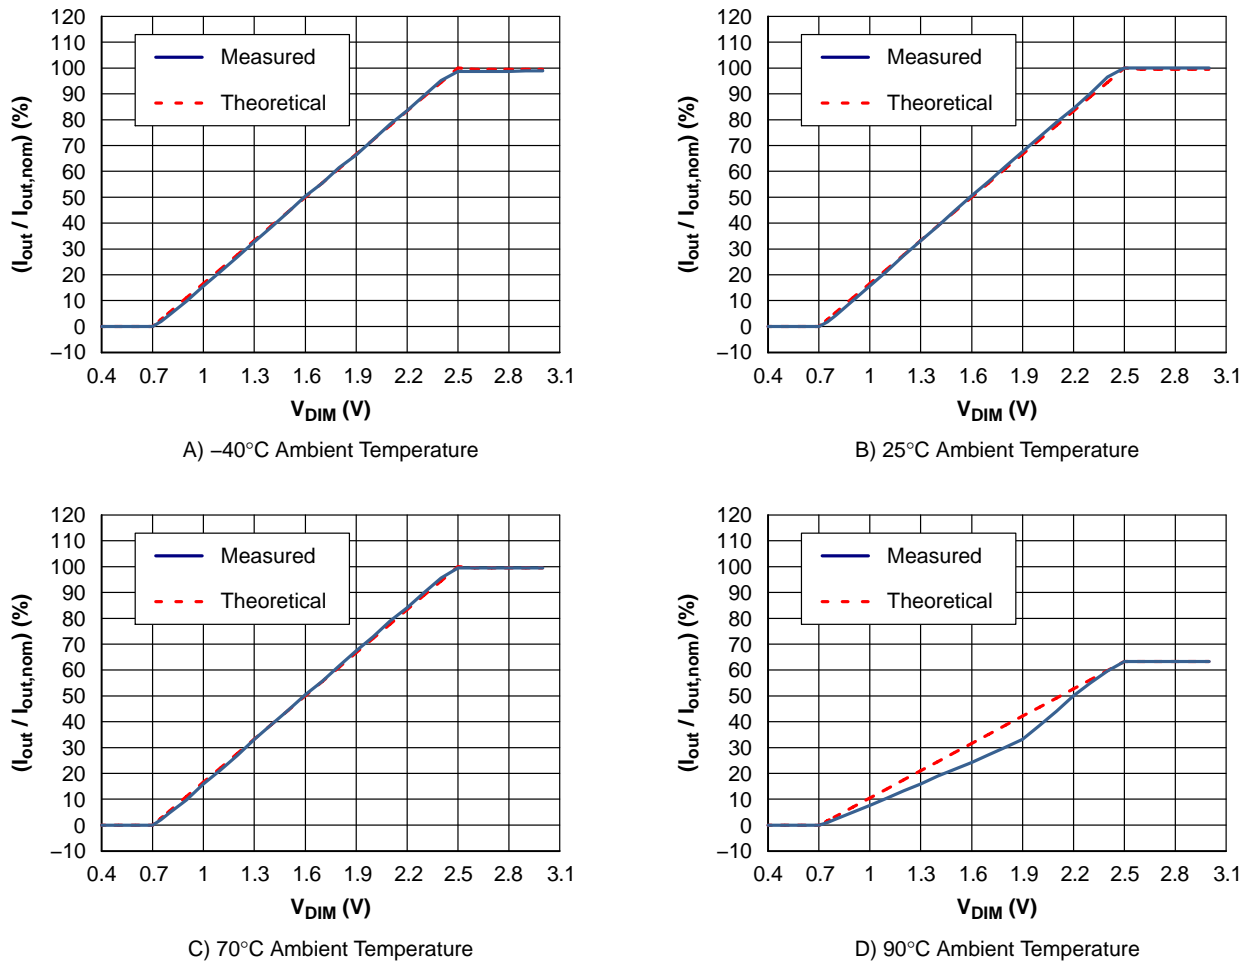 120
110
100
90
80
70
60
50
40
30
20
10
0
–10
(Iout / Iout,nom) (%)
Measured
Theoretical
0.4 0.7 1 1.3 1.6 1.9 2.2 2.5 2.8 3.1
VDIM (V)
A) –40°C Ambient Temperature
120
110
100
90
80
70
60
50
40
30
20
10
0
–10
(Iout / Iout,nom) (%)
Measured
Theoretical
0.4 0.7 1 1.3 1.6 1.9 2.2 2.5 2.8 3.1
VDIM (V)
B) 25°C Ambient Temperature
120
110
100
90
80
70
60
50
40
30
20
10
0
–10
(Iout / Iout,nom) (%)
Measured
Theoretical
0.4 0.7 1 1.3 1.6 1.9 2.2 2.5 2.8 3.1
VDIM (V)
C) 70°C Ambient Temperature
120
110
100
90
80
70
60
50
40
30
20
10
0
–10
(Iout / Iout,nom) (%)
Measured
Theoretical
0.4 0.7 1 1.3 1.6 1.9 2.2 2.5 2.8 3.1
VDIM (V)
D) 90°C Ambient Temperature